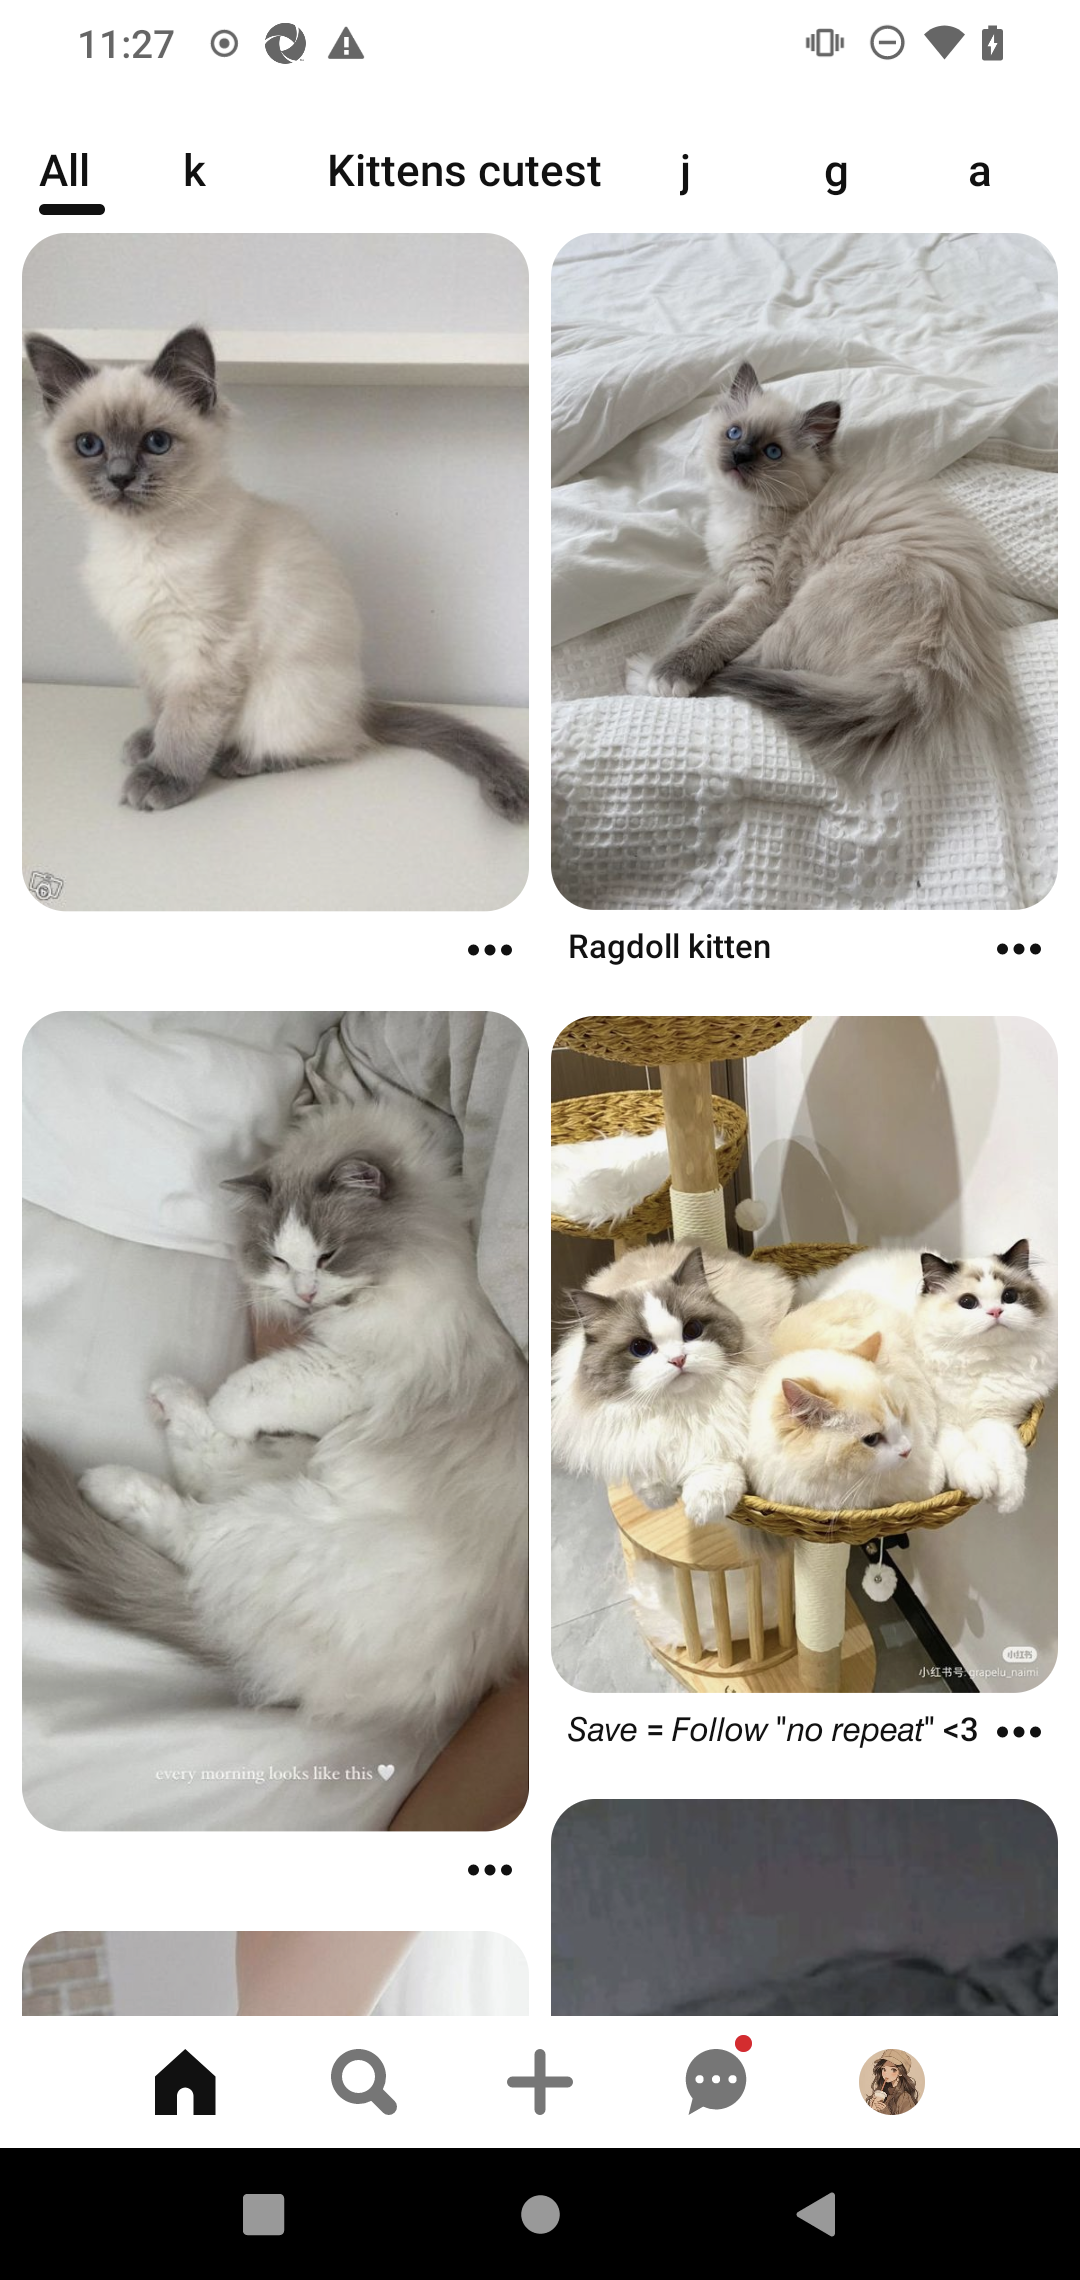 11:27
All k Kittens cutest j g a
Ragdoll kitten
every morning looks like this 🤍
小红书
小红书号: grapelu_naimi
Save = Follow "no repeat" <3